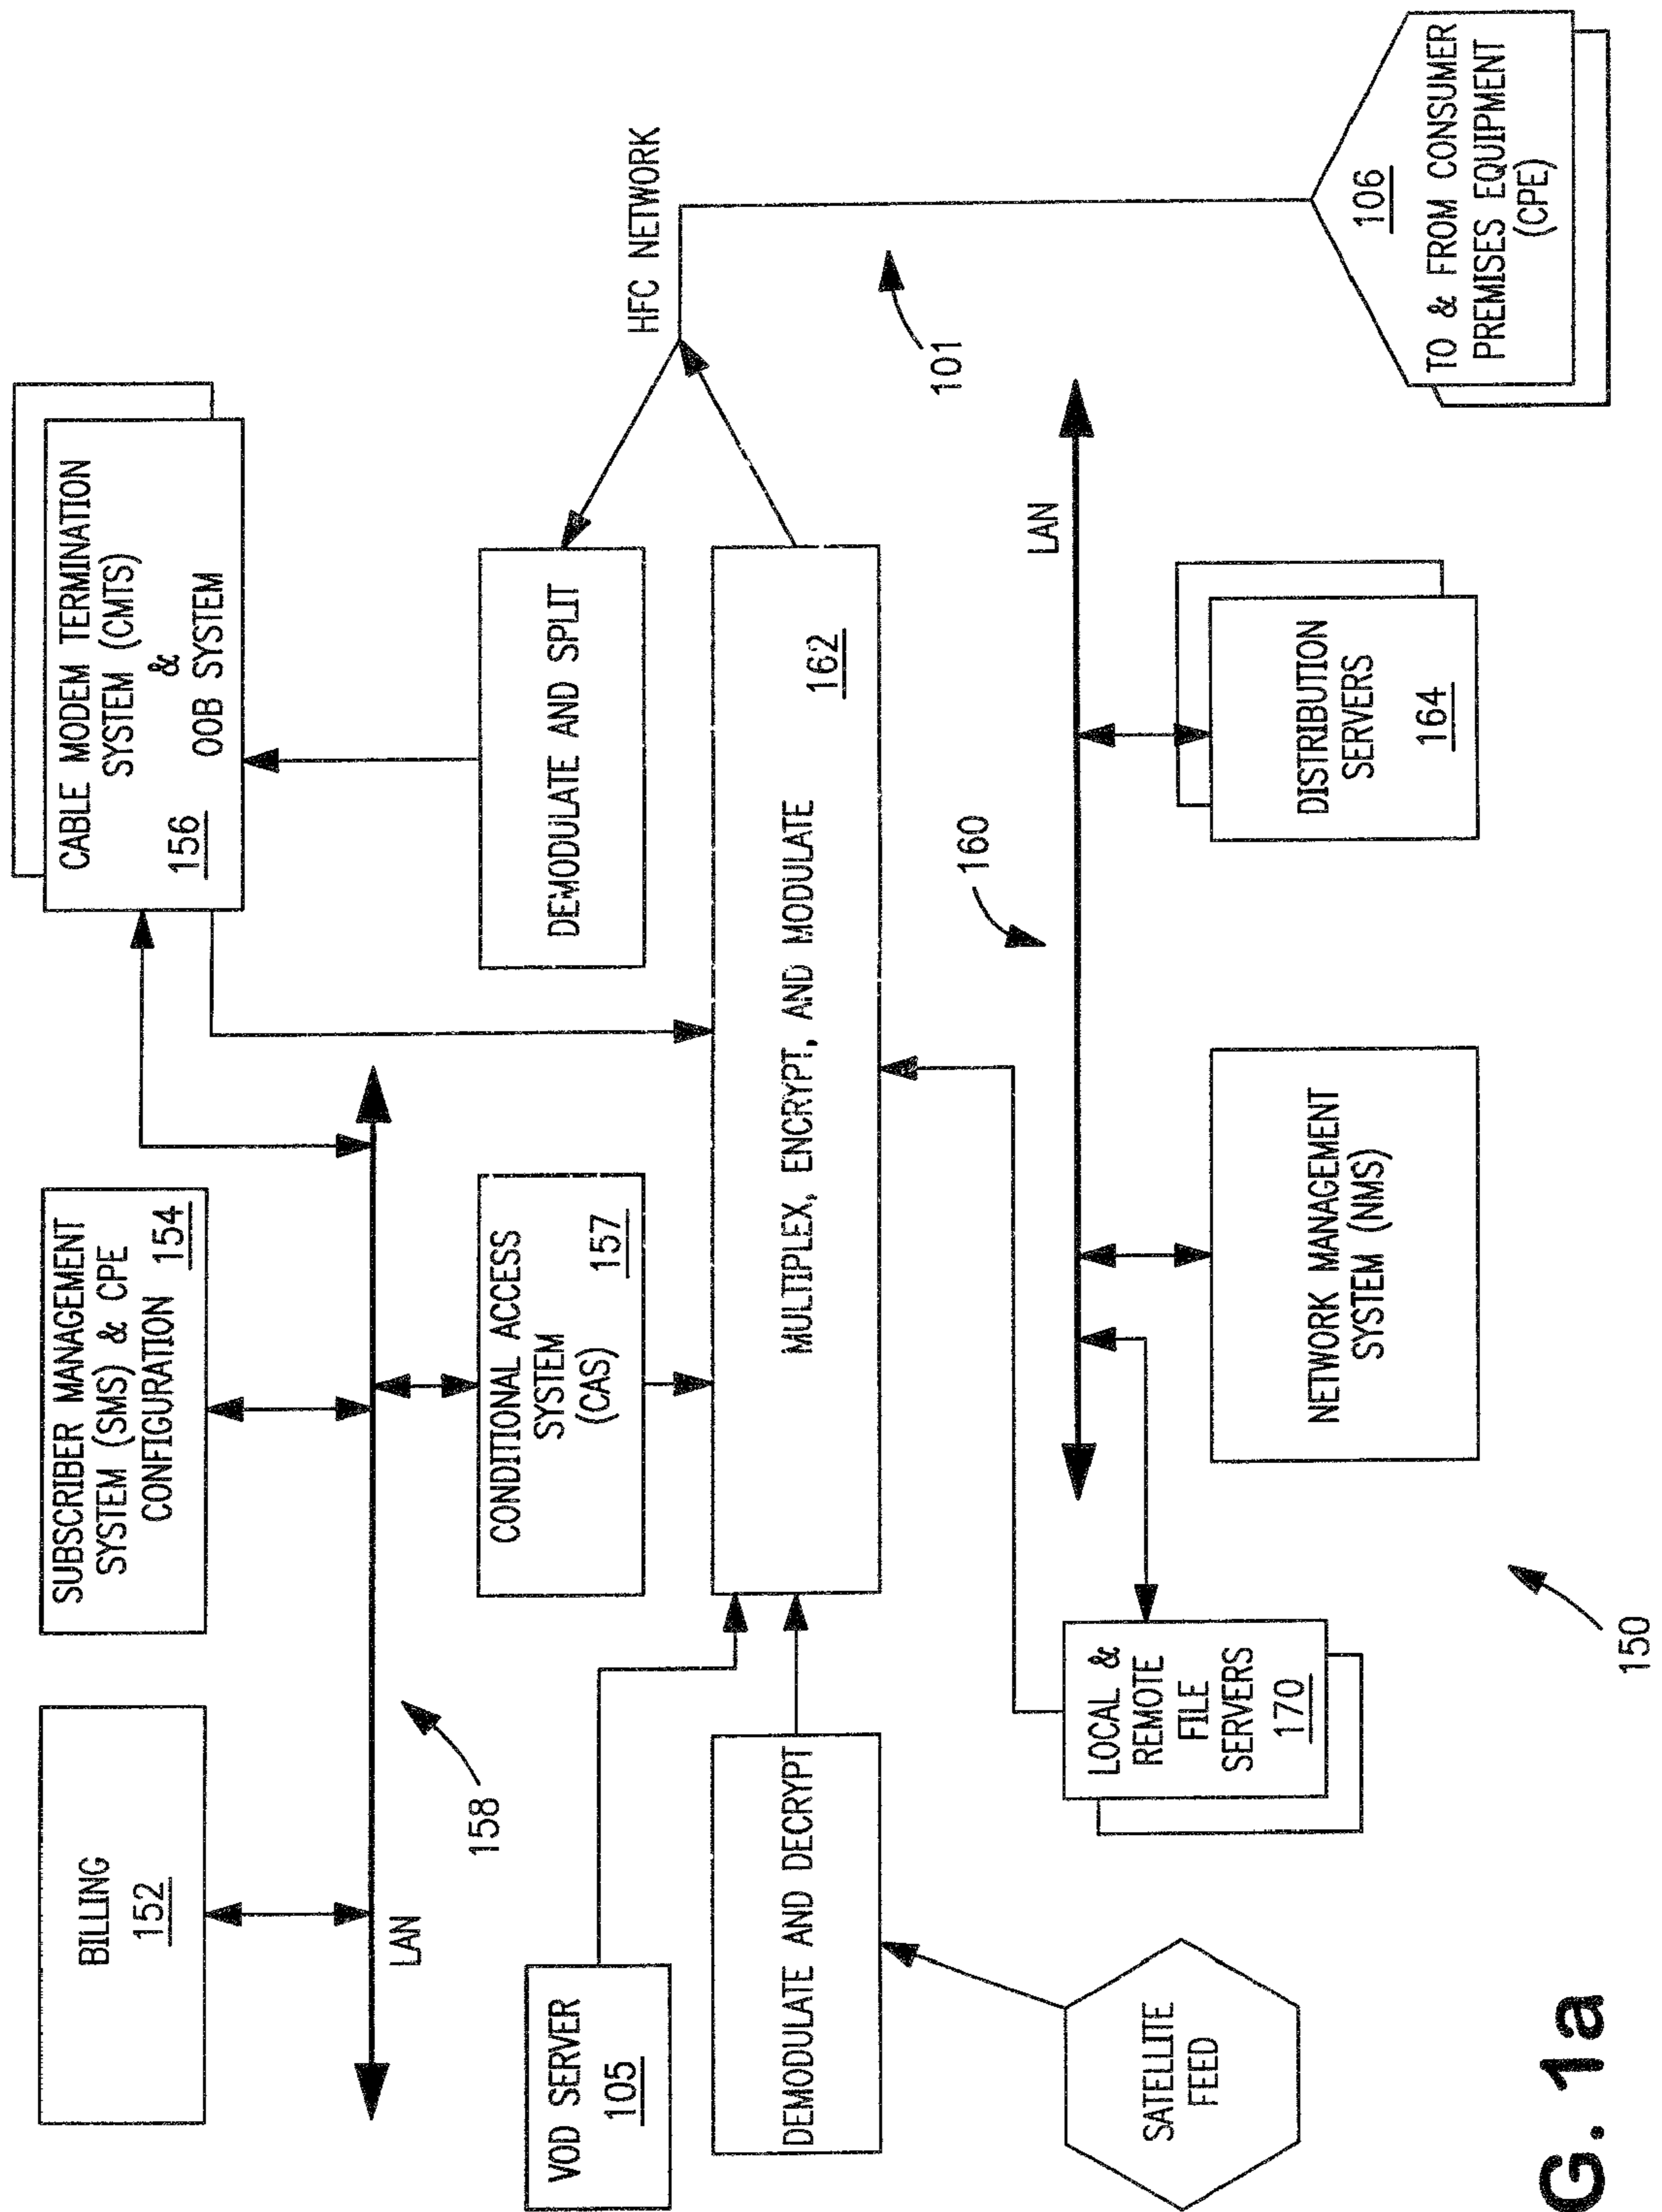 BILLING
152
SUBSCRIBER MANAGEMENT
SYSTEM (SMS) & CPE
CONFIGURATION 154
CABLE MODEM TERMINATION
SYSTEM (CMTS)
&
156 OOB SYSTEM
LAN
158
VOD SERVER
105
CONDITIONAL ACCESS
SYSTEM 157
(CAS)
DEMODULATE AND SPLIT
HFC NETWORK
DEMODULATE AND DECRYPT
MULTIPLEX, ENCRYPT, AND MODULATE 162
101
SATELLITE
FEED
160
LAN
LOCAL &
REMOTE
FILE
SERVERS
170
NETWORK MANAGEMENT
SYSTEM (NMS)
DISTRIBUTION
SERVERS
164
106
TO & FROM CONSUMER
PREMISES EQUIPMENT
(CPE)
150
G. 1a